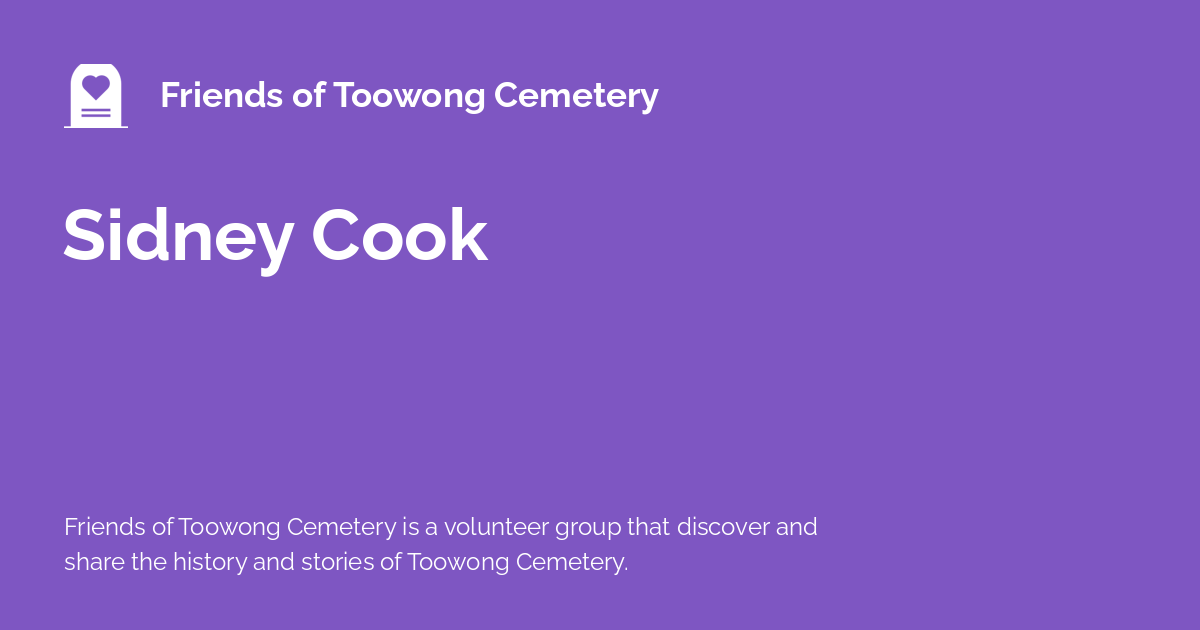 Friends of Toowong Cemetery
Sidney Cook
Friends of Toowong Cemetery is a volunteer group that discover and
share the history and stories of Toowong Cemetery.